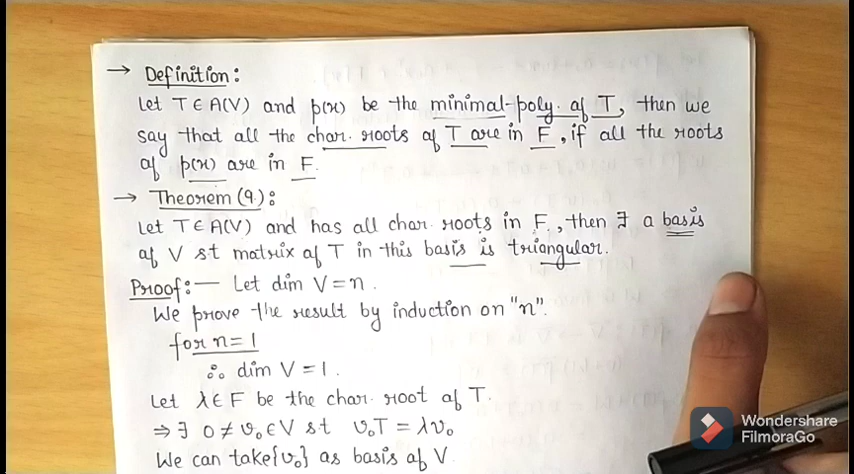 → Definition:
Let T ∈ A(V) and p(x) be the minimal-poly. of T, then we
say that all the char. roots of T are in F, if all the roots
of p(x) are in F.
→ Theorem (9.):
Let T ∈ A(V) and has all char. roots in F, then ∃ a basis
of V st matrix of T in this basis is triangular.
Proof:— Let dim V = n.
We prove the result by induction on "n".
for n=1
∴ dim V = 1.
Let λ ∈ F be the char. root of T.
⇒ ∃ 0 ≠ v₀ ∈ V st v₀T = λv₀
We can take {v₀} as basis of V.
Wondershare
FilmoraGo